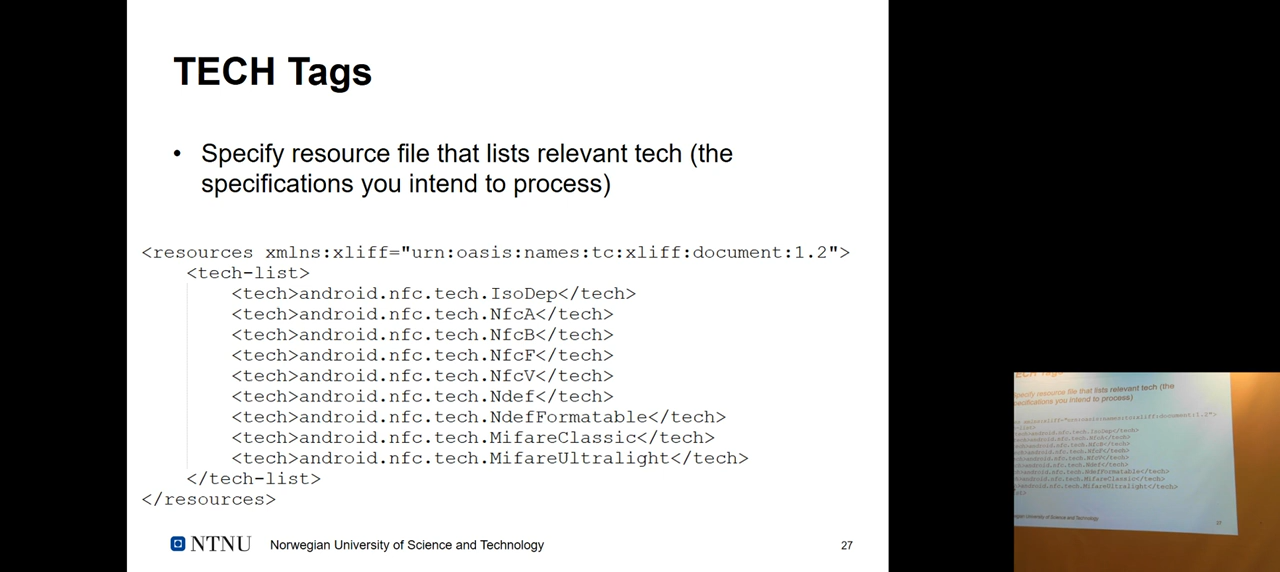 TECH Tags
• Specify resource file that lists relevant tech (the
specifications you intend to process)
<resources xmlns:xliff="urn:oasis:names:tc:xliff:document:1.2">
<tech-list>
<tech>android.nfc.tech.IsoDep</tech>
<tech>android.nfc.tech.NfcA</tech>
<tech>android.nfc.tech.NfcB</tech>
<tech>android.nfc.tech.NfcF</tech>
<tech>android.nfc.tech.NfcV</tech>
<tech>android.nfc.tech.Ndef</tech>
<tech>android.nfc.tech.NdefFormatable</tech>
<tech>android.nfc.tech.MifareClassic</tech>
<tech>android.nfc.tech.MifareUltralight</tech>
</tech-list>
</resources>
NTNU Norwegian University of Science and Technology 27